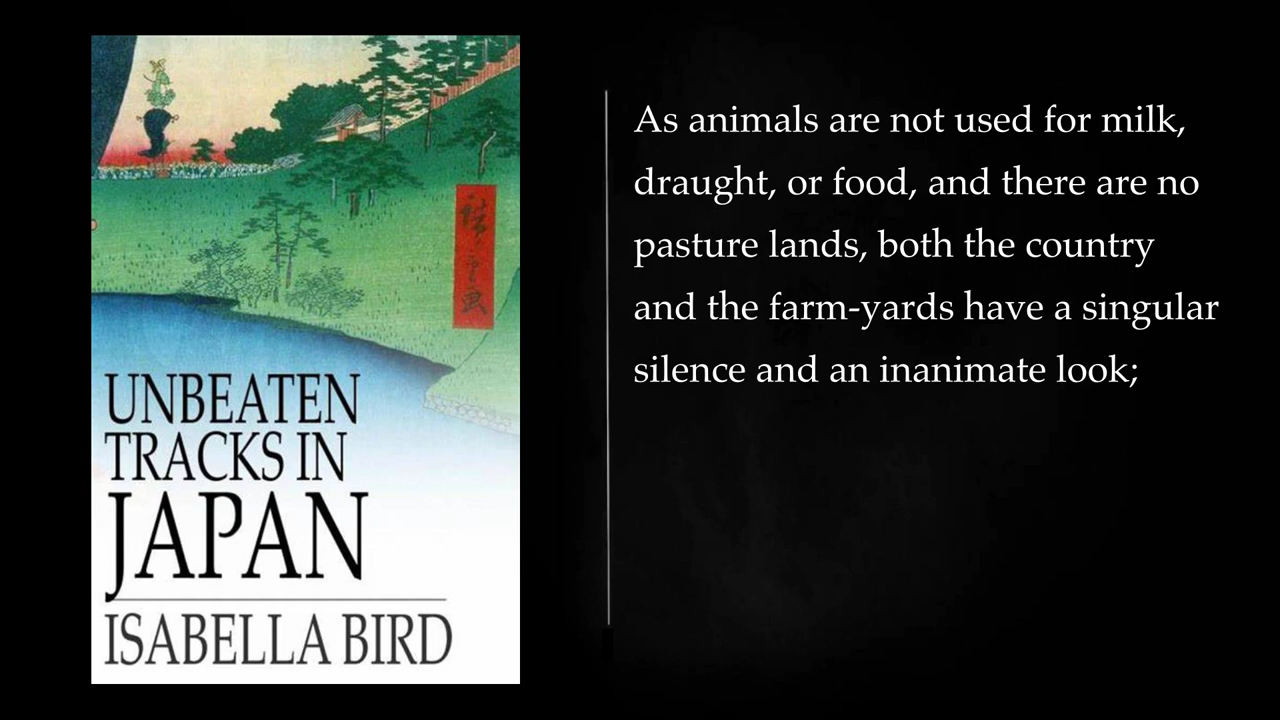 UNBEATEN
TRACKS IN
JAPAN
ISABELLA BIRD
As animals are not used for milk,
draught, or food, and there are no
pasture lands, both the country
and the farm-yards have a singular
silence and an inanimate look;